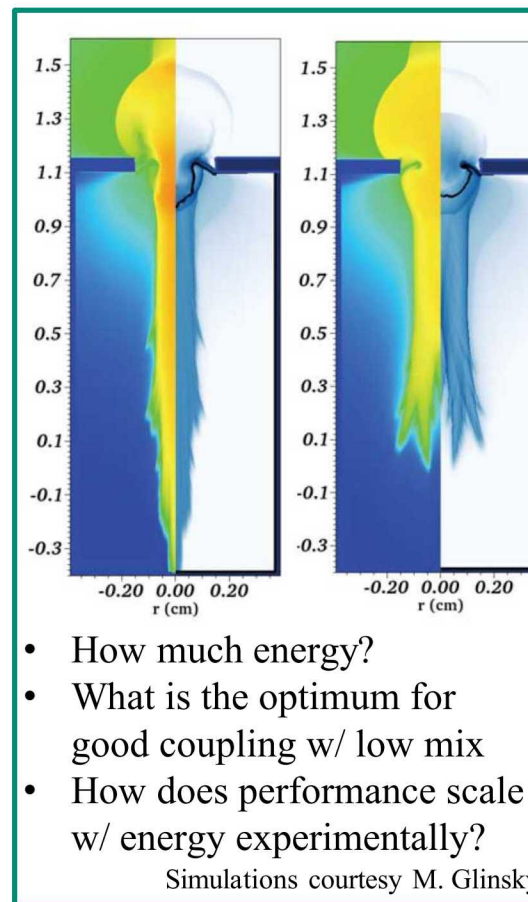 1.5
1.3
1.1
0.9
0.7
0.5
0.3
0.1
-0.1
-0.3
-0.20 0.00 0.20
r (cm)
1.5
1.3
1.1
0.9
0.7
0.5
0.3
0.1
-0.1
-0.3
-0.20 0.00 0.20
r (cm)
• How much energy?
• What is the optimum for
good coupling w/ low mix
• How does performance scale
w/ energy experimentally?
Simulations courtesy M. Glinsky